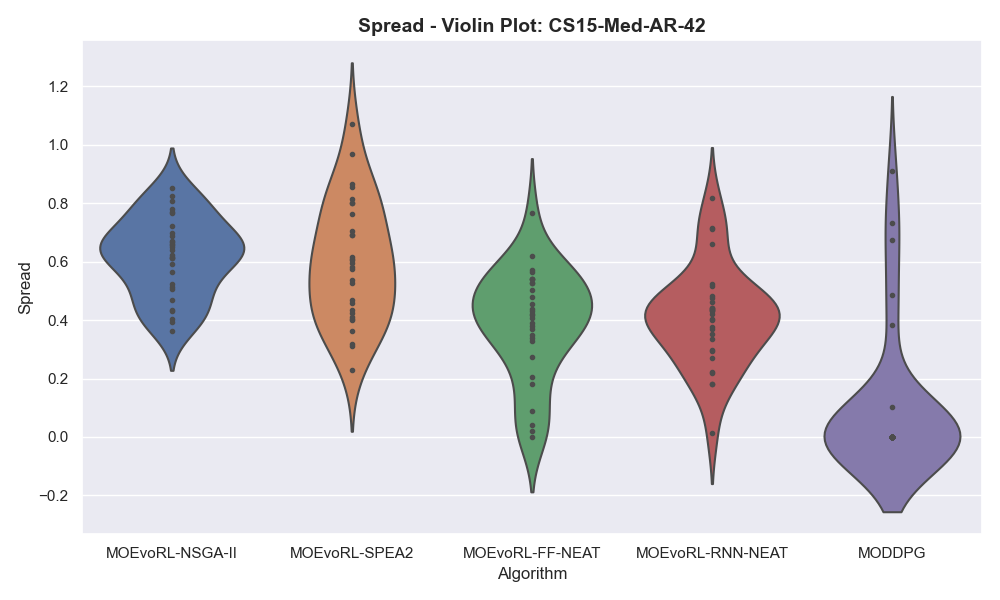 Spread - Violin Plot: CS15-Med-AR-42
Spread
1.2
1.0
0.8
0.6
0.4
0.2
0.0
−0.2
MOEvoRL-NSGA-II MOEvoRL-SPEA2 MOEvoRL-FF-NEAT MOEvoRL-RNN-NEAT MODDPG
Algorithm